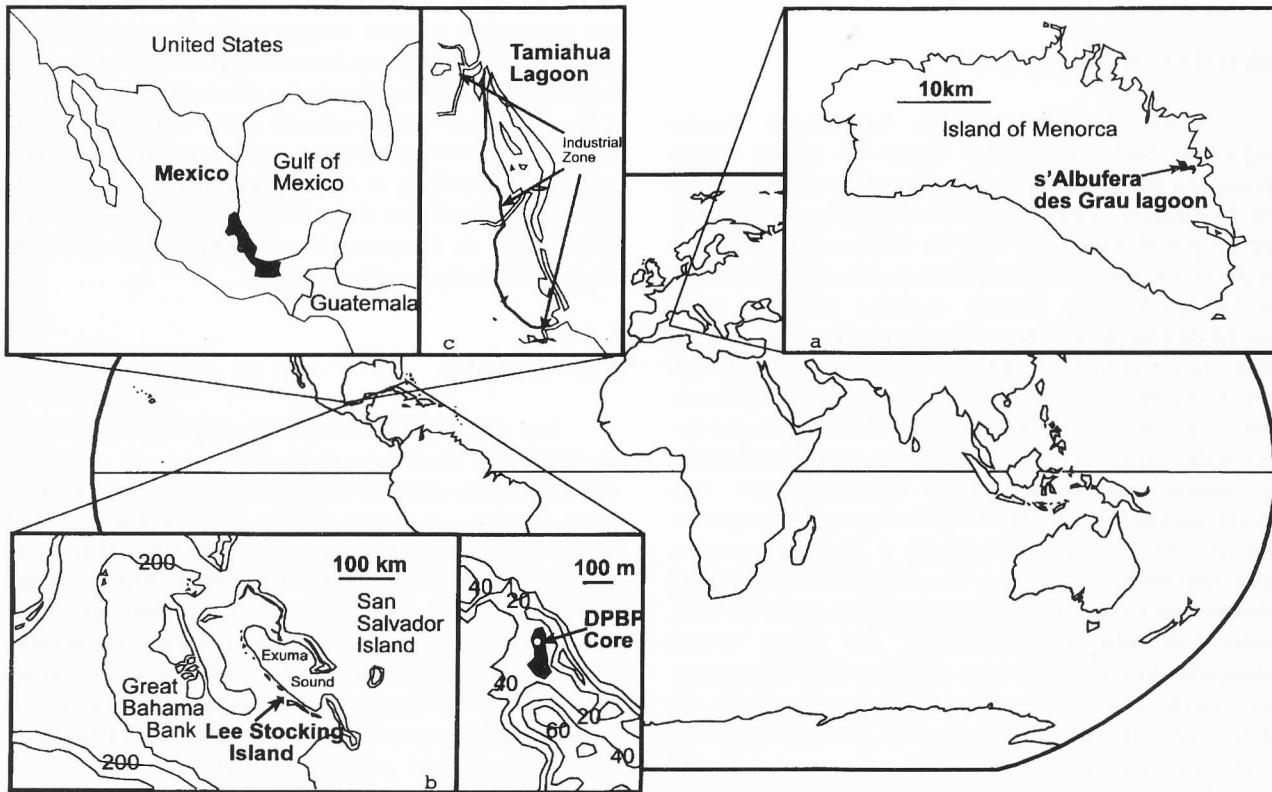 United States
Mexico
Gulf of
Mexico
Guatemala
Tamiahua
Lagoon
Industrial
Zone
c
10km
Island of Menorca
s'Albufera
des Grau lagoon
a
200
100 km
San
Salvador
Island
Exuma
Sound
Great
Bahama
Bank
Lee Stocking
Island
200
b
100 m
40
20
DPBP
Core
40
20
60
40